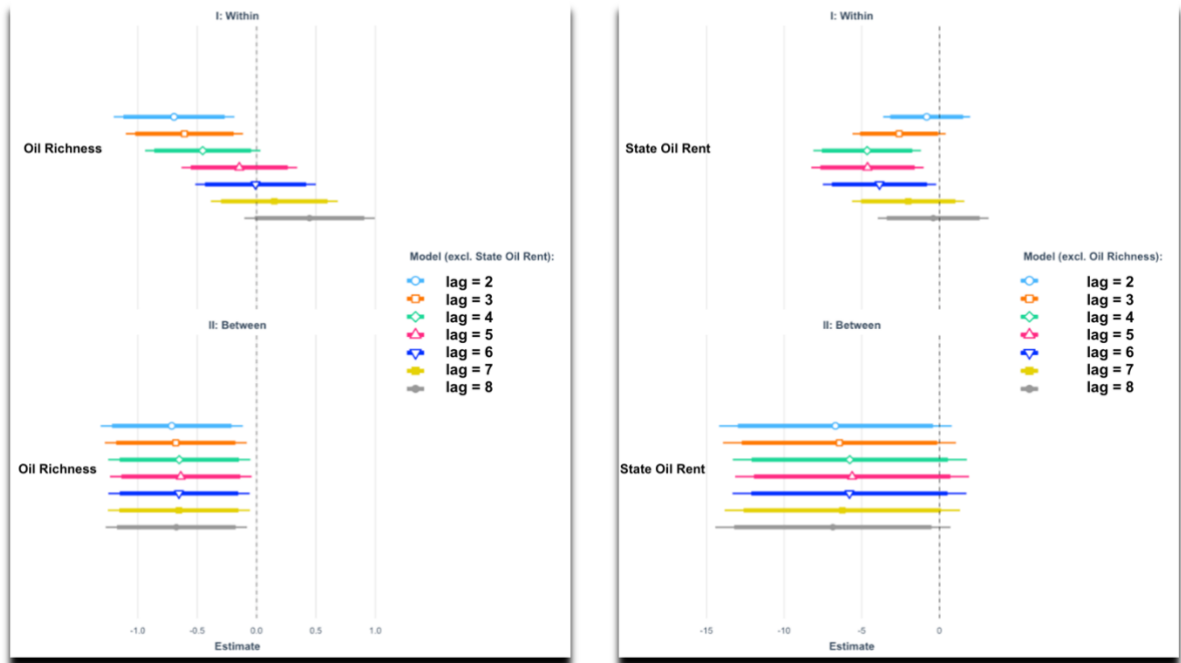 I: Within
Oil Richness
Model (excl. State Oil Rent):
lag = 2
lag = 3
lag = 4
lag = 5
lag = 6
lag = 7
lag = 8
II: Between
Oil Richness
-1.0 -0.5 0.0 0.5 1.0
Estimate
I: Within
State Oil Rent
Model (excl. Oil Richness):
lag = 2
lag = 3
lag = 4
lag = 5
lag = 6
lag = 7
lag = 8
II: Between
State Oil Rent
-15 -10 -5 0
Estimate